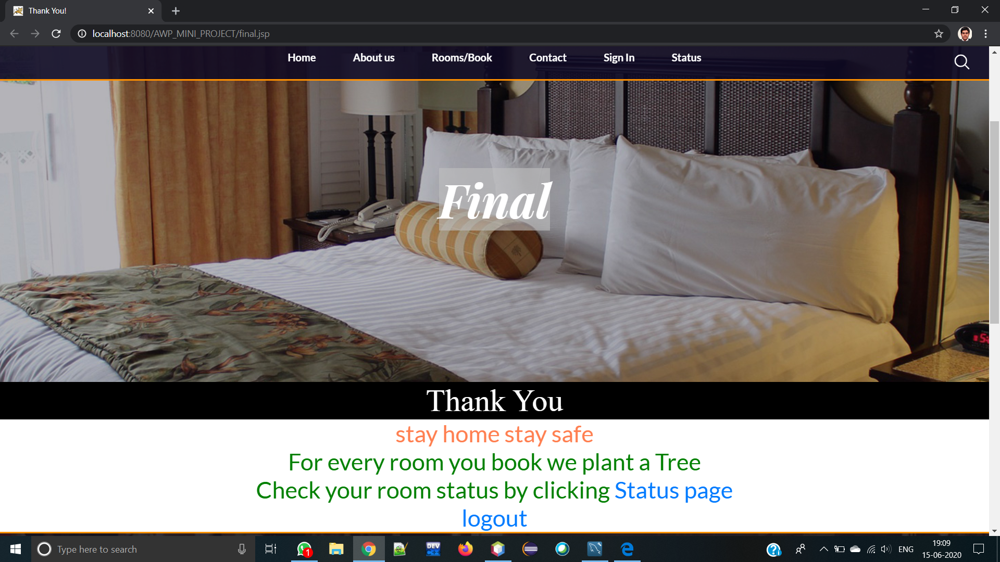 Thank You!
localhost:8080/AWP_MINI_PROJECT/final.jsp
Home About us Rooms/Book Contact Sign In Status
Final
Thank You
stay home stay safe
For every room you book we plant a Tree
Check your room status by clicking Status page
logout
Type here to search
1
DEV
C++
ENG
19:09
15-06-2020